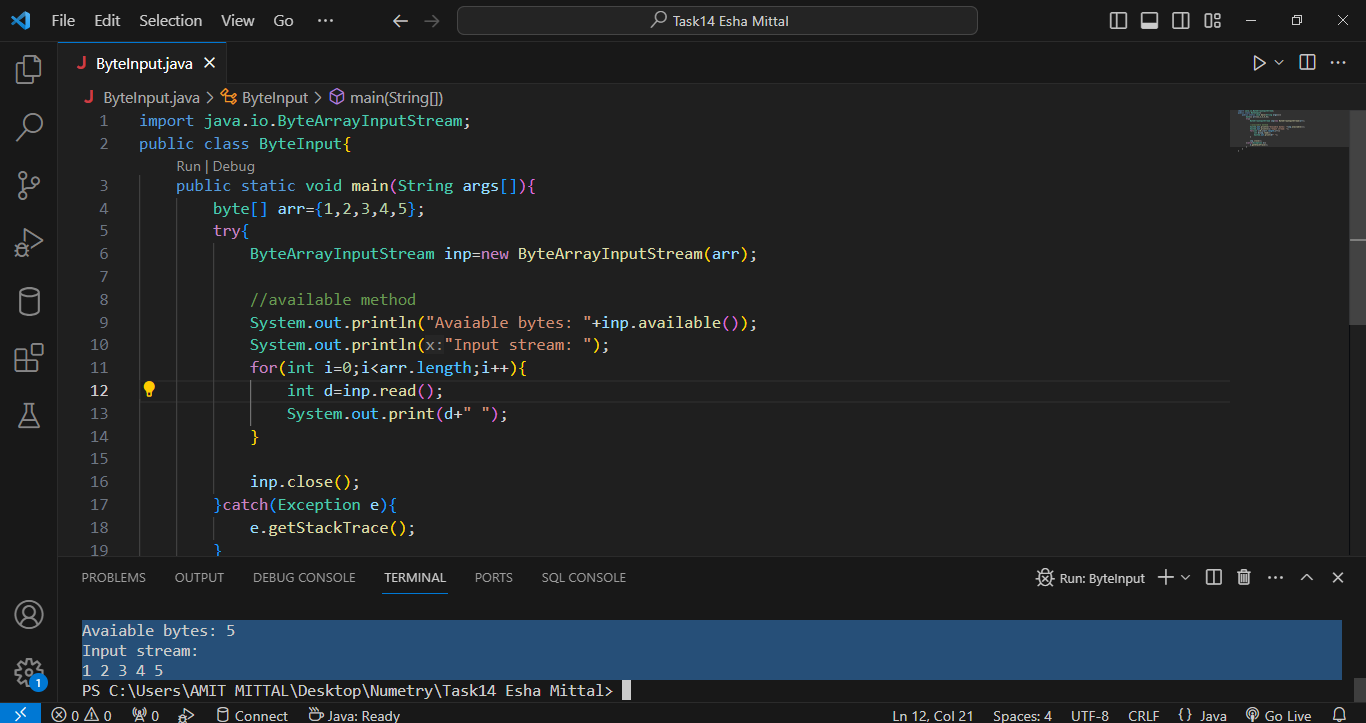 File Edit Selection View Go ··· Task14 Esha Mittal
J ByteInput.java
J ByteInput.java > ByteInput > main(String[])
1 import java.io.ByteArrayInputStream;
2 public class ByteInput{
Run | Debug
3 public static void main(String args[]){
4 byte[] arr={1,2,3,4,5};
5 try{
6 ByteArrayInputStream inp=new ByteArrayInputStream(arr);
7
8 //available method
9 System.out.println("Avaiable bytes: "+inp.available());
10 System.out.println(x:"Input stream: ");
11 for(int i=0;i<arr.length;i++){
12 int d=inp.read();
13 System.out.print(d+" ");
14 }
15
16 inp.close();
17 }catch(Exception e){
18 e.getStackTrace();
19 }
PROBLEMS OUTPUT DEBUG CONSOLE TERMINAL PORTS SQL CONSOLE Run: ByteInput
Avaiable bytes: 5
Input stream:
1 2 3 4 5
PS C:\Users\AMIT MITTAL\Desktop\Numetry\Task14 Esha Mittal>
1
0 0 0 Connect Java: Ready Ln 12, Col 21 Spaces: 4 UTF-8 CRLF {} Java Go Live